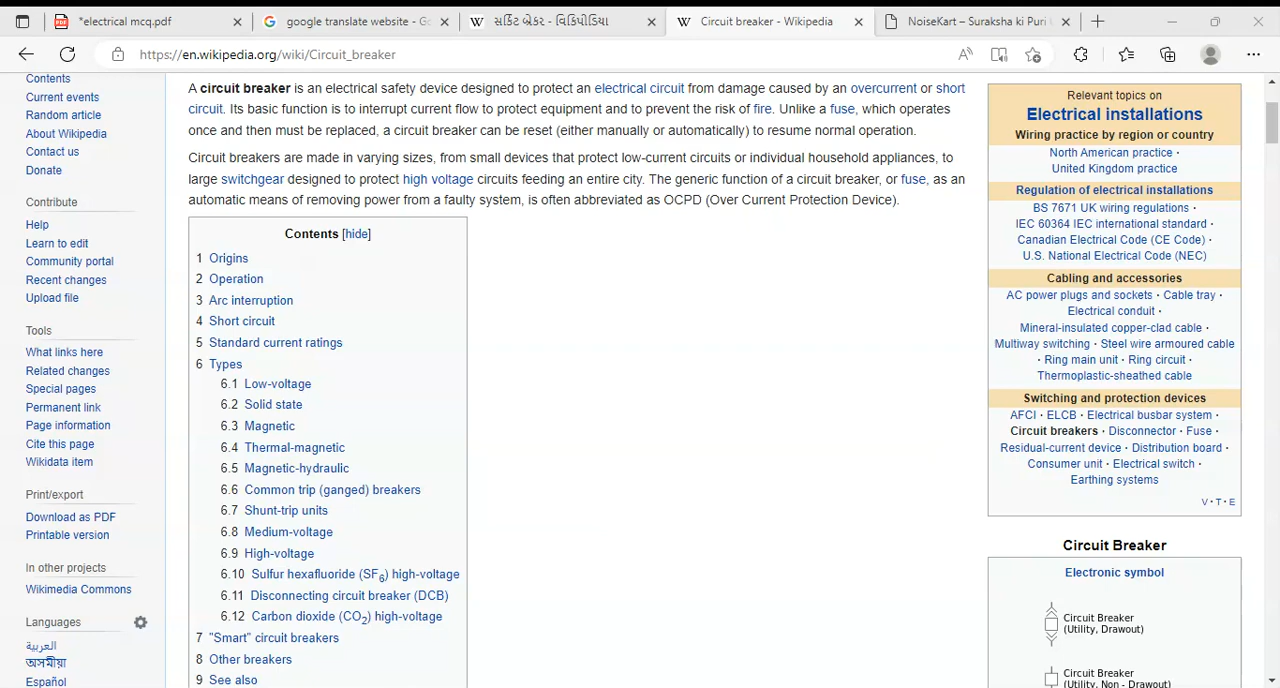 *electrical mcq.pdf
google translate website - Go
સર્કિટ બ્રેકર - વિકિપીડિયા
Circuit breaker - Wikipedia
NoiseKart – Suraksha ki Puri
https://en.wikipedia.org/wiki/Circuit_breaker
Contents
Current events
Random article
About Wikipedia
Contact us
Donate
Contribute
Help
Learn to edit
Community portal
Recent changes
Upload file
Tools
What links here
Related changes
Special pages
Permanent link
Page information
Cite this page
Wikidata item
Print/export
Download as PDF
Printable version
In other projects
Wikimedia Commons
Languages
العربية
অসমীয়া
Español
A circuit breaker is an electrical safety device designed to protect an electrical circuit from damage caused by an overcurrent or short
circuit. Its basic function is to interrupt current flow to protect equipment and to prevent the risk of fire. Unlike a fuse, which operates
once and then must be replaced, a circuit breaker can be reset (either manually or automatically) to resume normal operation.
Circuit breakers are made in varying sizes, from small devices that protect low-current circuits or individual household appliances, to
large switchgear designed to protect high voltage circuits feeding an entire city. The generic function of a circuit breaker, or fuse, as an
automatic means of removing power from a faulty system, is often abbreviated as OCPD (Over Current Protection Device).
Contents [hide]
1 Origins
2 Operation
3 Arc interruption
4 Short circuit
5 Standard current ratings
6 Types
6.1 Low-voltage
6.2 Solid state
6.3 Magnetic
6.4 Thermal-magnetic
6.5 Magnetic-hydraulic
6.6 Common trip (ganged) breakers
6.7 Shunt-trip units
6.8 Medium-voltage
6.9 High-voltage
6.10 Sulfur hexafluoride (SF6) high-voltage
6.11 Disconnecting circuit breaker (DCB)
6.12 Carbon dioxide (CO2) high-voltage
7 "Smart" circuit breakers
8 Other breakers
9 See also
Relevant topics on
Electrical installations
Wiring practice by region or country
North American practice ·
United Kingdom practice
Regulation of electrical installations
BS 7671 UK wiring regulations ·
IEC 60364 IEC international standard ·
Canadian Electrical Code (CE Code) ·
U.S. National Electrical Code (NEC)
Cabling and accessories
AC power plugs and sockets · Cable tray ·
Electrical conduit ·
Mineral-insulated copper-clad cable ·
Multiway switching · Steel wire armoured cable
· Ring main unit · Ring circuit ·
Thermoplastic-sheathed cable
Switching and protection devices
AFCI · ELCB · Electrical busbar system ·
Circuit breakers · Disconnector · Fuse ·
Residual-current device · Distribution board ·
Consumer unit · Electrical switch ·
Earthing systems
V · T · E
Circuit Breaker
Electronic symbol
Circuit Breaker
(Utility, Drawout)
Circuit Breaker
(Utility, Non - Drawout)